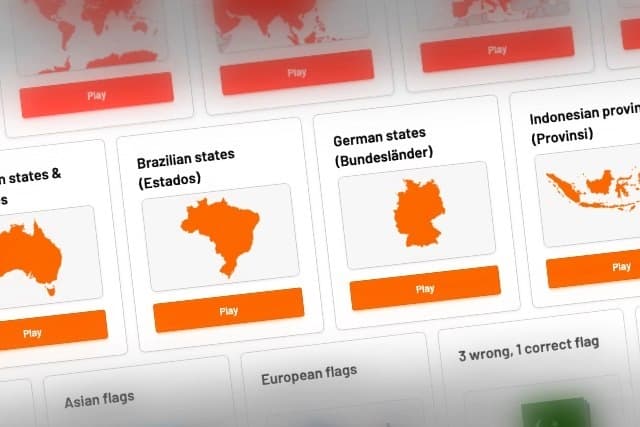 Play
Play
Play
n states &
s
Brazilian states
(Estados)
German states
(Bundesländer)
Indonesian provin
(Provinsi)
Play
Play
Play
Play
Asian flags
European flags
3 wrong, 1 correct flag